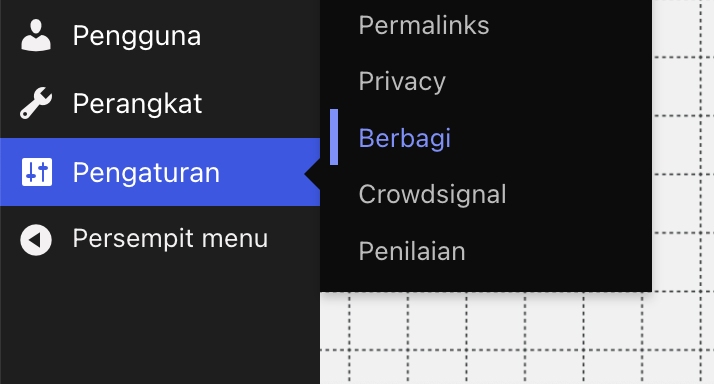 Pengguna
Perangkat
Pengaturan
Persempit menu
Permalinks
Privacy
Berbagi
Crowdsignal
Penilaian